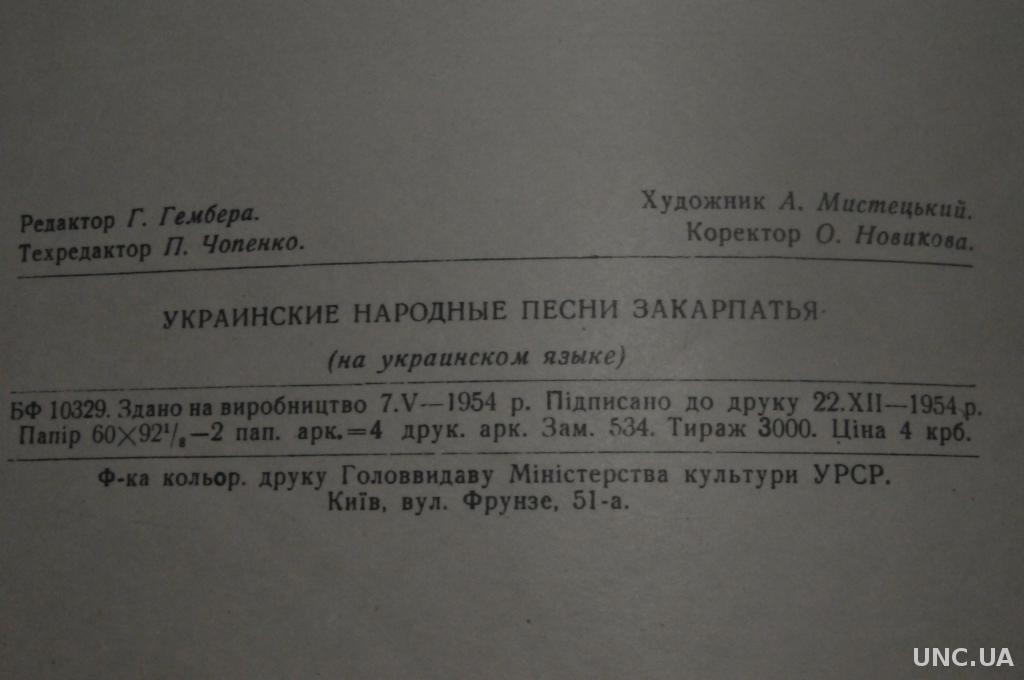 Редактор Г. Гембера. Художник А. Мистецький.
Техредактор П. Чопенко. Коректор О. Новикова.
УКРАИНСКИЕ НАРОДНЫЕ ПЕСНИ ЗАКАРПАТЬЯ
(на украинском языке)
БФ 10329. Здано на виробництво 7.V—1954 р. Підписано до друку 22.XII—1954 р.
Папір 60×92¹/₈—2 пап. арк.=4 друк. арк. Зам. 534. Тираж 3000. Ціна 4 крб.
Ф-ка кольор. друку Головвидаву Міністерства культури УРСР.
Київ, вул. Фрунзе, 51-а.
UNC.UA